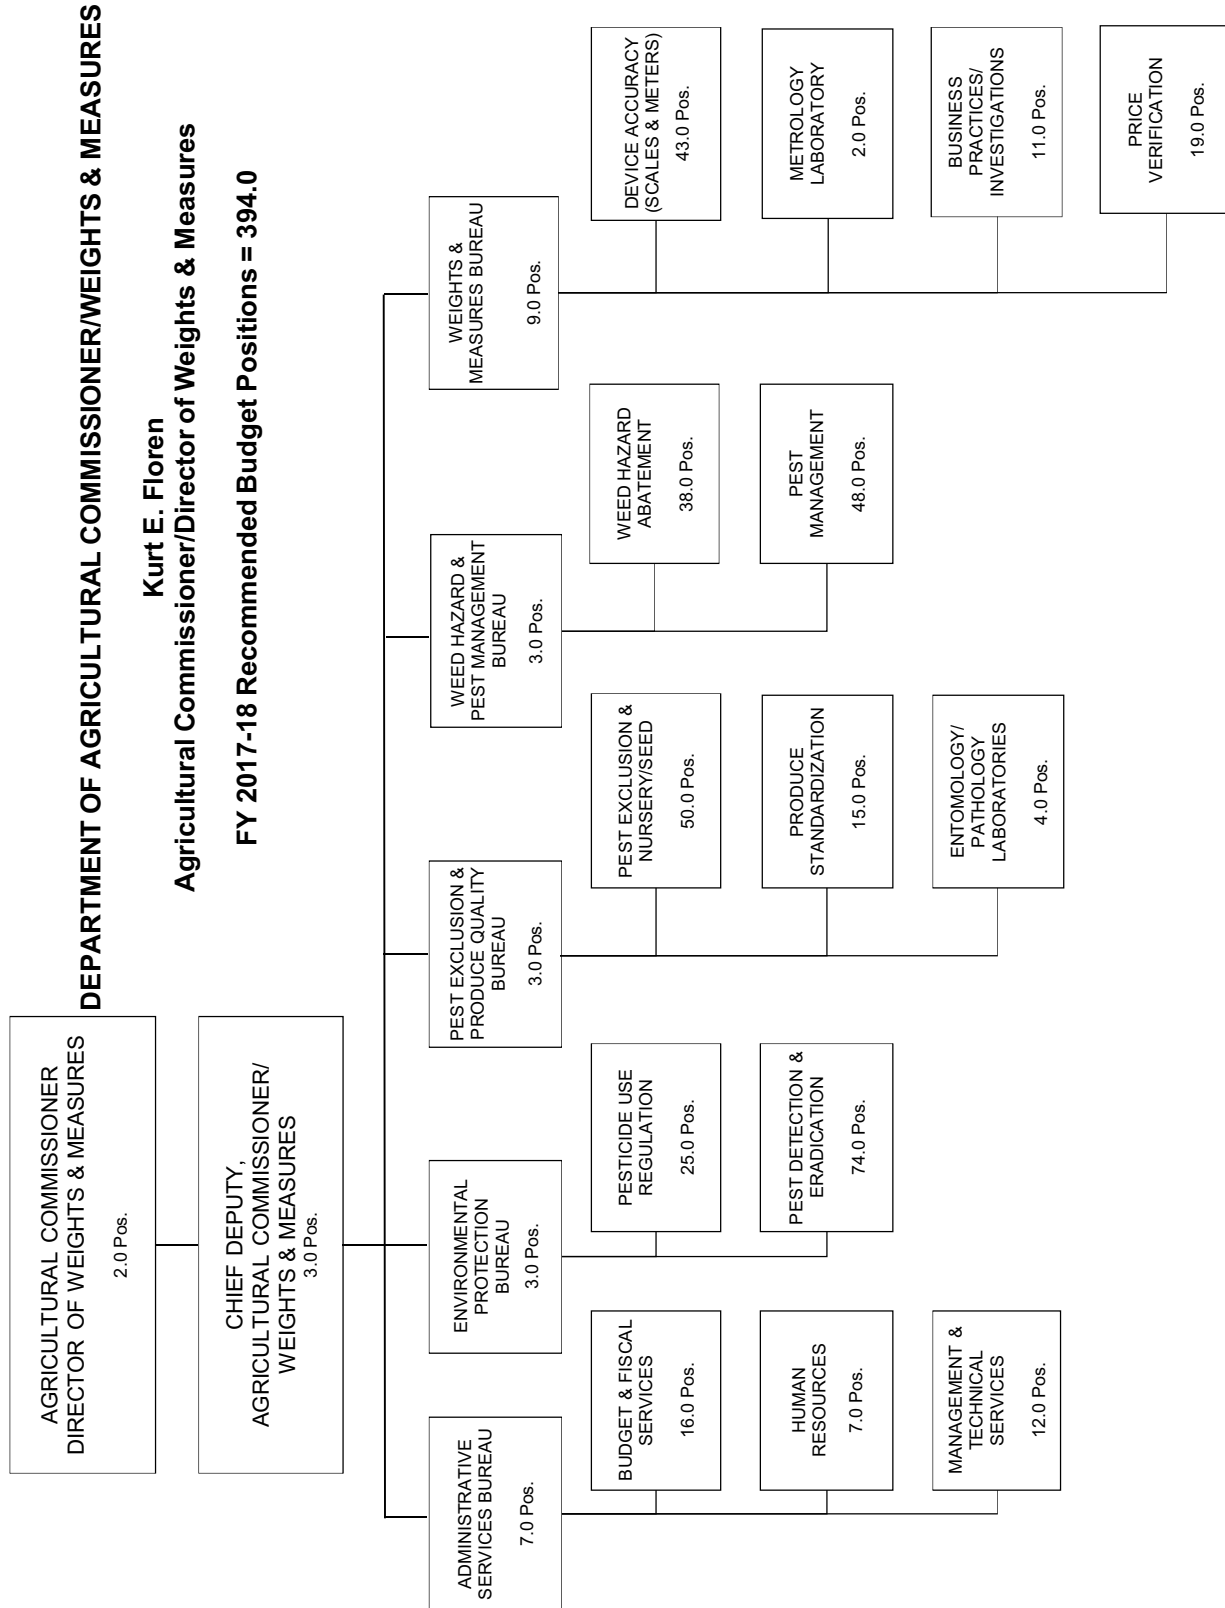 DEPARTMENT OF AGRICULTURAL COMMISSIONER/WEIGHTS & MEASURES
Kurt E. Floren
Agricultural Commissioner/Director of Weights & Measures
FY 2017-18 Recommended Budget Positions = 394.0
AGRICULTURAL COMMISSIONER
DIRECTOR OF WEIGHTS & MEASURES
2.0 Pos.
CHIEF DEPUTY,
AGRICULTURAL COMMISSIONER/
WEIGHTS & MEASURES
3.0 Pos.
ADMINISTRATIVE
SERVICES BUREAU
7.0 Pos.
BUDGET & FISCAL
SERVICES
16.0 Pos.
HUMAN
RESOURCES
7.0 Pos.
MANAGEMENT &
TECHNICAL
SERVICES
12.0 Pos.
ENVIRONMENTAL
PROTECTION
BUREAU
3.0 Pos.
PESTICIDE USE
REGULATION
25.0 Pos.
PEST DETECTION &
ERADICATION
74.0 Pos.
PEST EXCLUSION &
PRODUCE QUALITY
BUREAU
3.0 Pos.
PEST EXCLUSION &
NURSERY/SEED
50.0 Pos.
PRODUCE
STANDARDIZATION
15.0 Pos.
ENTOMOLOGY/
PATHOLOGY
LABORATORIES
4.0 Pos.
WEED HAZARD &
PEST MANAGEMENT
BUREAU
3.0 Pos.
WEED HAZARD
ABATEMENT
38.0 Pos.
PEST
MANAGEMENT
48.0 Pos.
WEIGHTS &
MEASURES BUREAU
9.0 Pos.
DEVICE ACCURACY
(SCALES & METERS)
43.0 Pos.
METROLOGY
LABORATORY
2.0 Pos.
BUSINESS
PRACTICES/
INVESTIGATIONS
11.0 Pos.
PRICE
VERIFICATION
19.0 Pos.